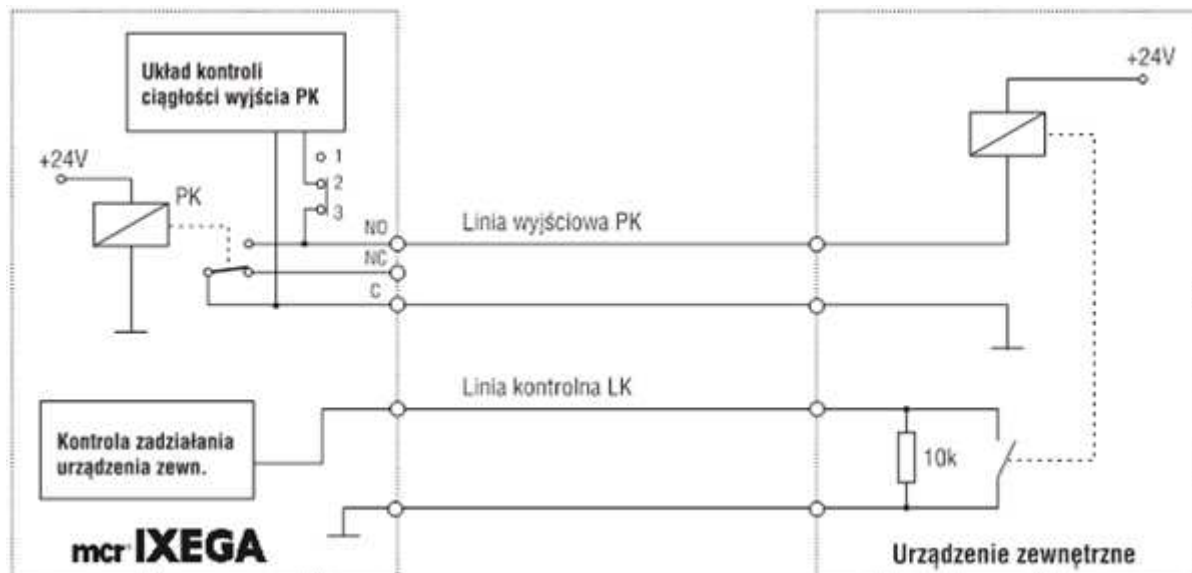 Układ kontroli
ciągłości wyjścia PK
+24V
+24V
1
2
3
PK
NO
Linia wyjściowa PK
NC
C
Linia kontrolna LK
Kontrola zadziałania
urządzenia zewn.
10k
mcr IXEGA
Urządzenie zewnętrzne